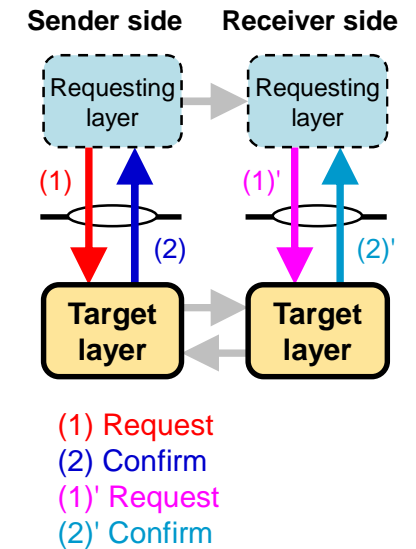 Sender side Receiver side
Requesting layer
Requesting layer
(1)
(1)'
(2)
(2)'
Target layer
Target layer
(1) Request
(2) Confirm
(1)' Request
(2)' Confirm